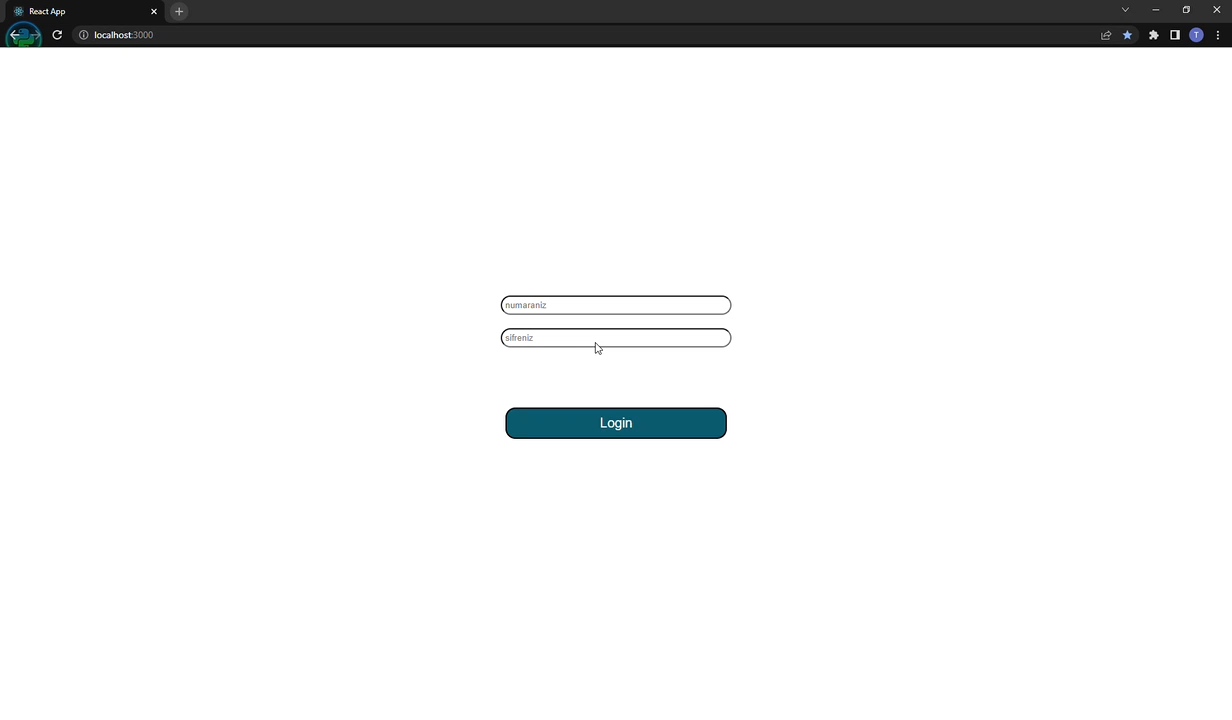 React App
localhost:3000
T
numaraniz
sifreniz
Login